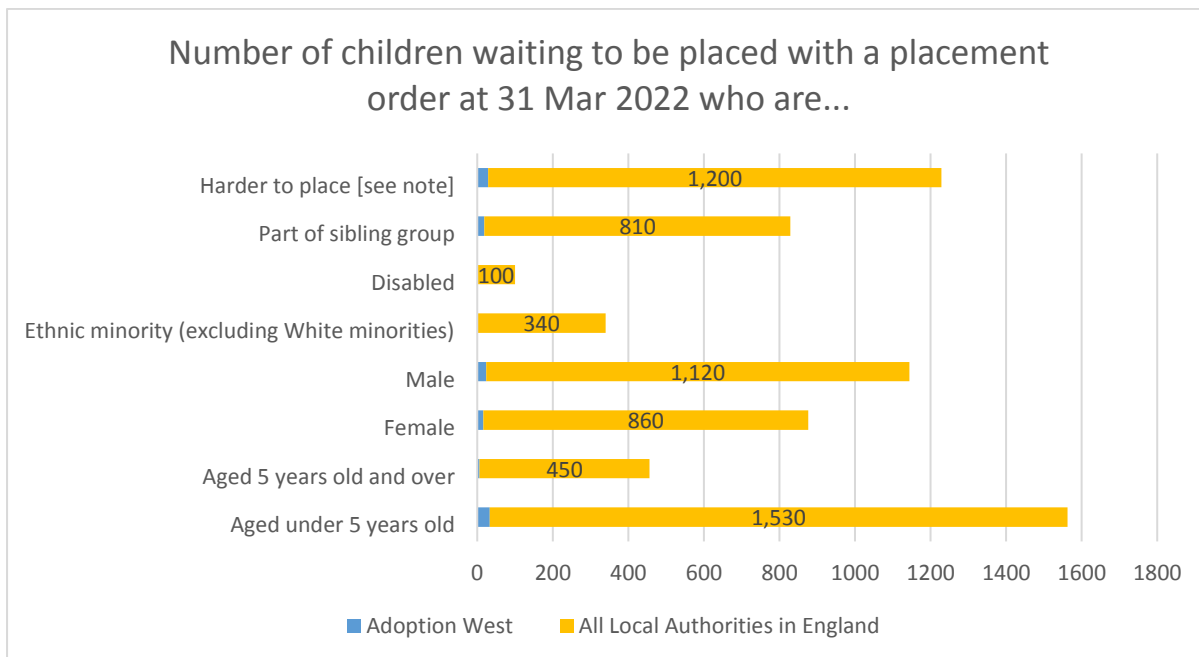 Number of children waiting to be placed with a placement
order at 31 Mar 2022 who are...
Harder to place [see note]
1,200
Part of sibling group
810
Disabled
100
Ethnic minority (excluding White minorities)
340
Male
1,120
Female
860
Aged 5 years old and over
450
Aged under 5 years old
1,530
0 200 400 600 800 1000 1200 1400 1600 1800
Adoption West All Local Authorities in England